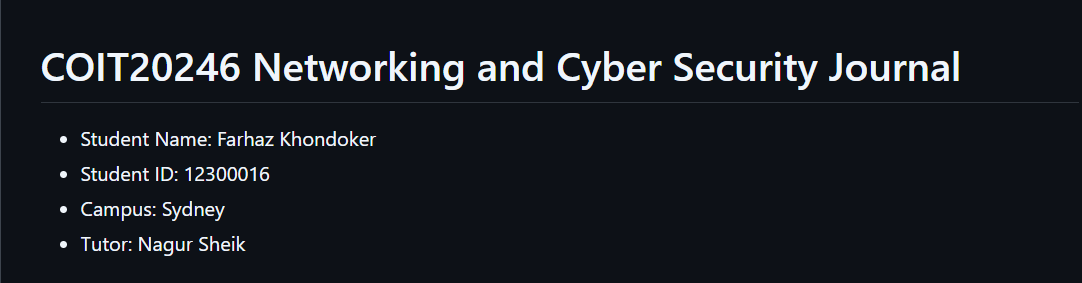 COIT20246 Networking and Cyber Security Journal
Student Name: Farhaz Khondoker
Student ID: 12300016
Campus: Sydney
Tutor: Nagur Sheik